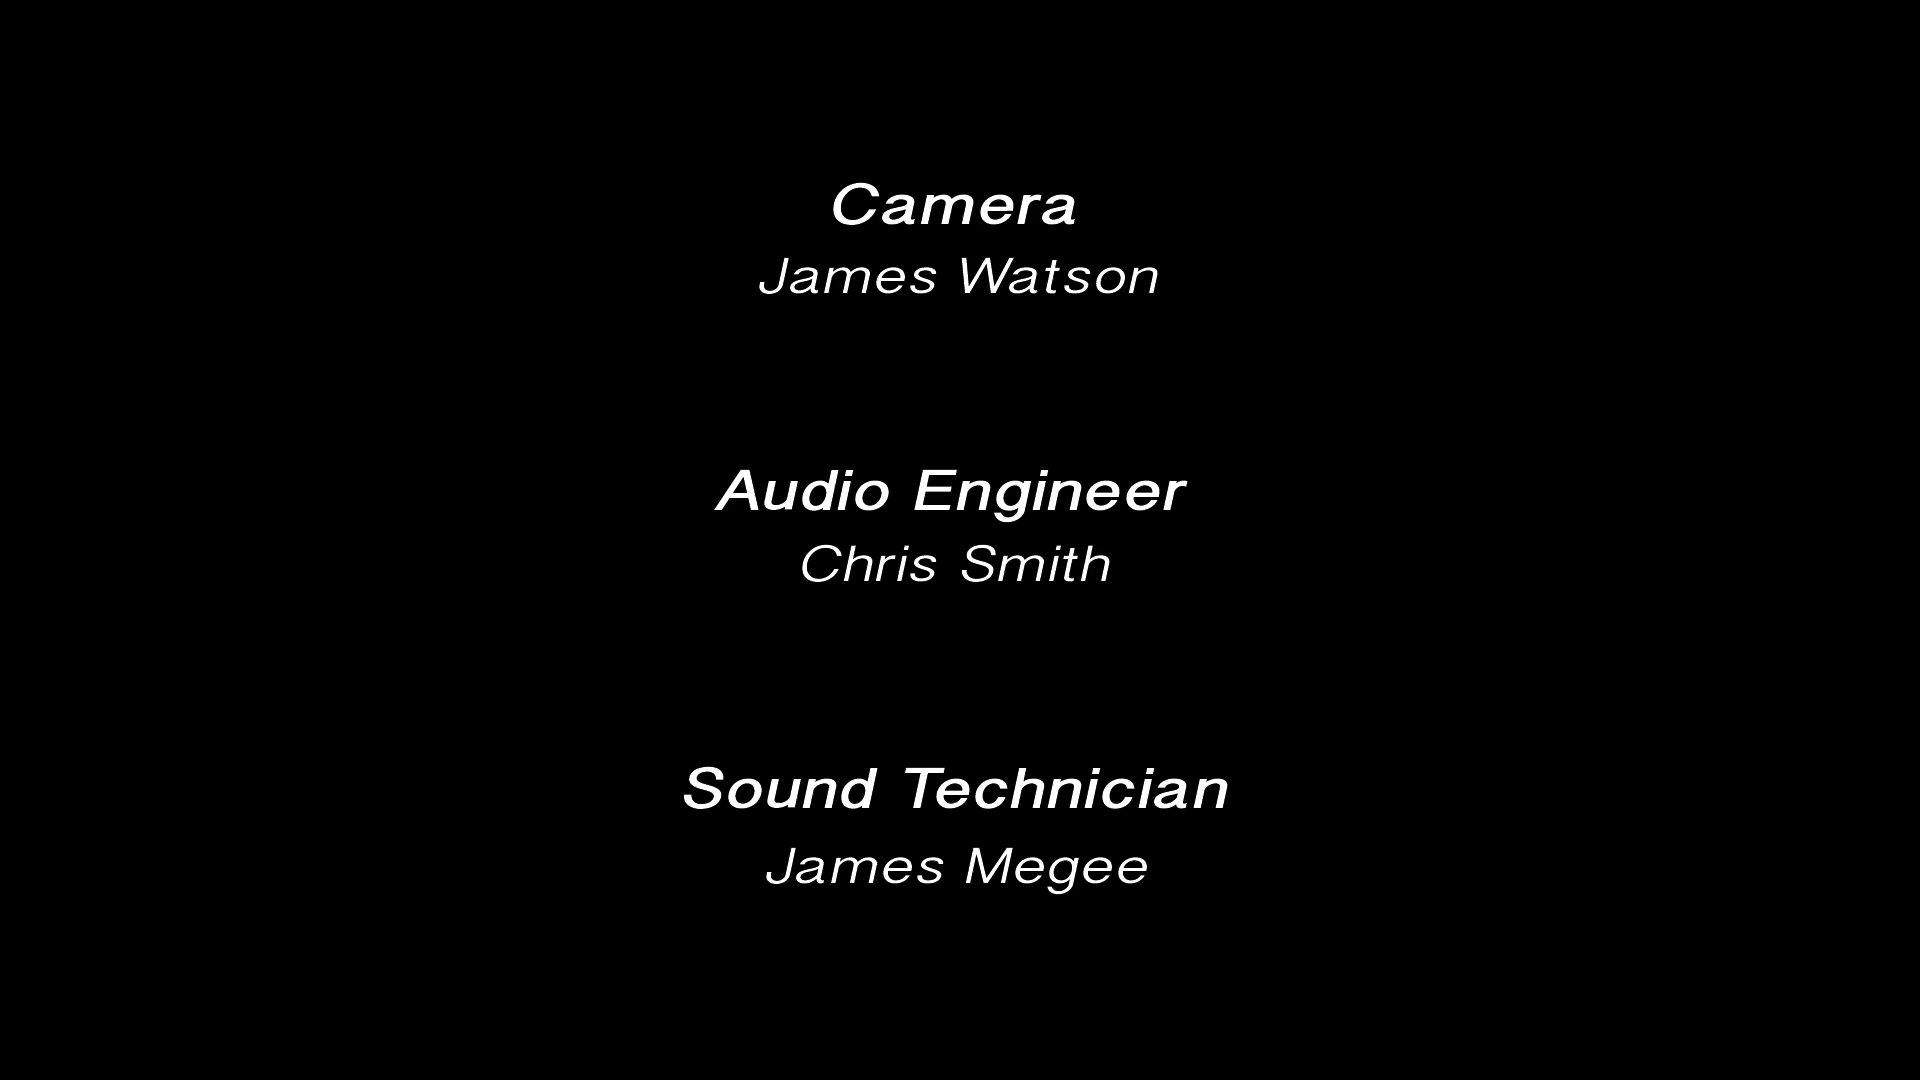 Camera
James Watson
Audio Engineer
Chris Smith
Sound Technician
James Megee